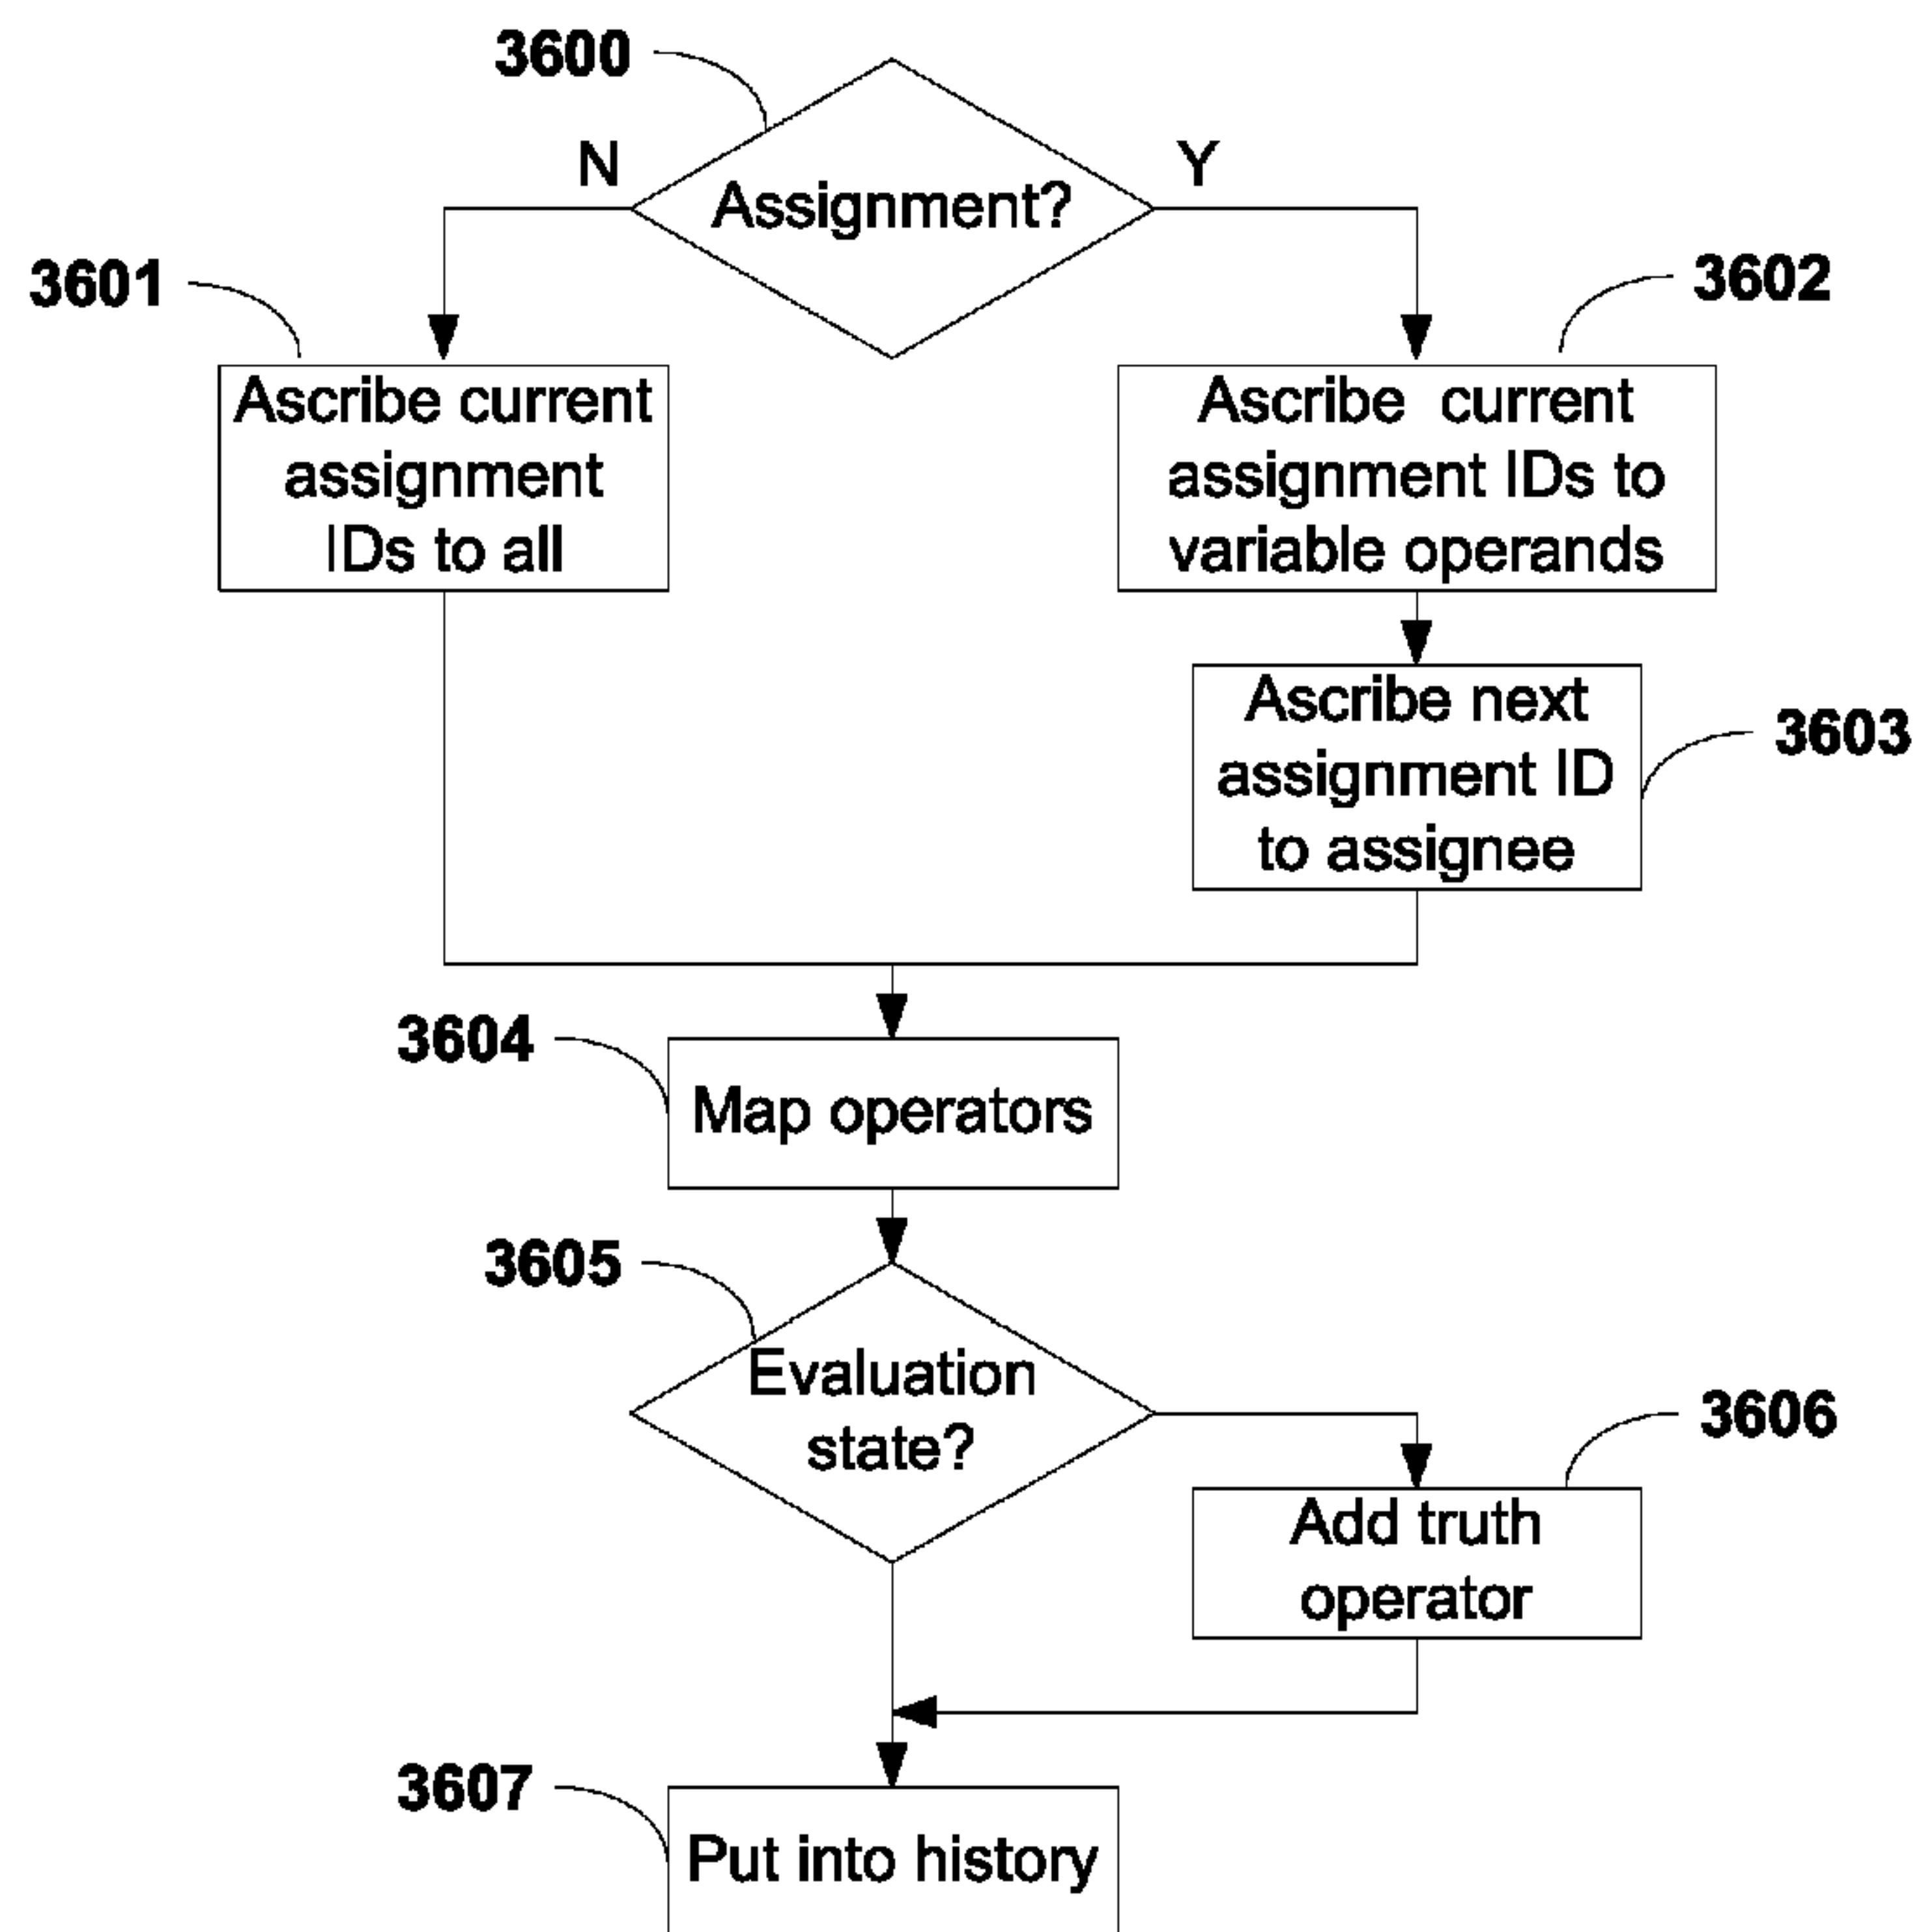 3600
N
Y
Assignment?
3601
3602
Ascribe current
assignment
IDs to all
Ascribe current
assignment IDs to
variable operands
Ascribe next
assignment ID
to assignee
3603
3604
Map operators
3605
Evaluation
state?
3606
Add truth
operator
3607
Put into history